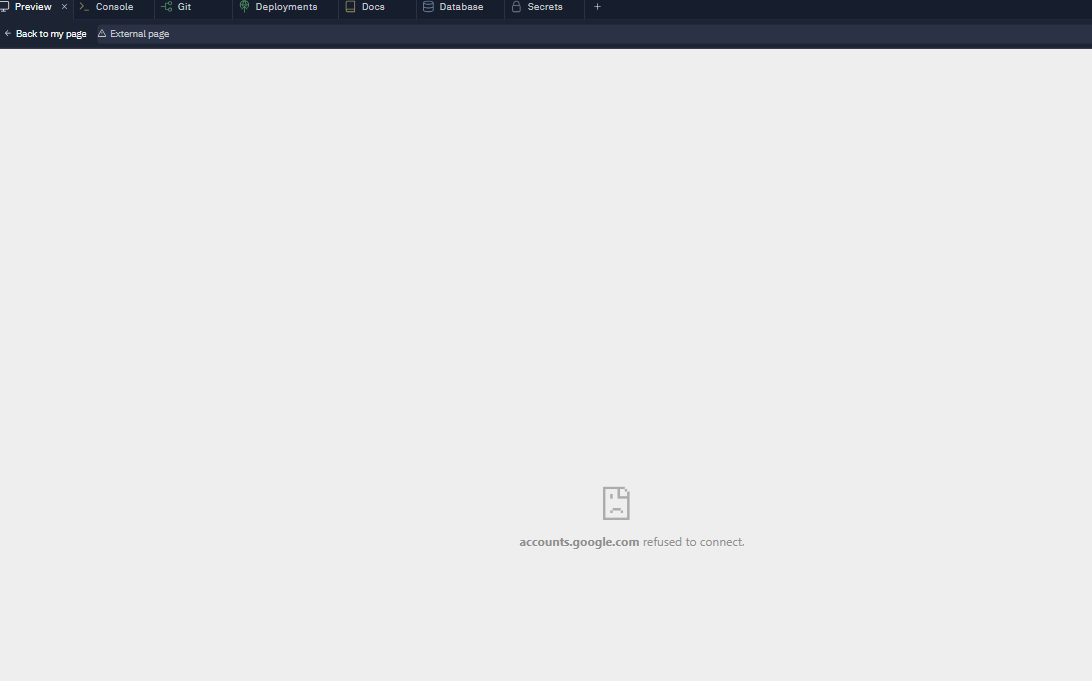 Preview × Console Git Deployments Docs Database Secrets +
Back to my page External page
accounts.google.com refused to connect.